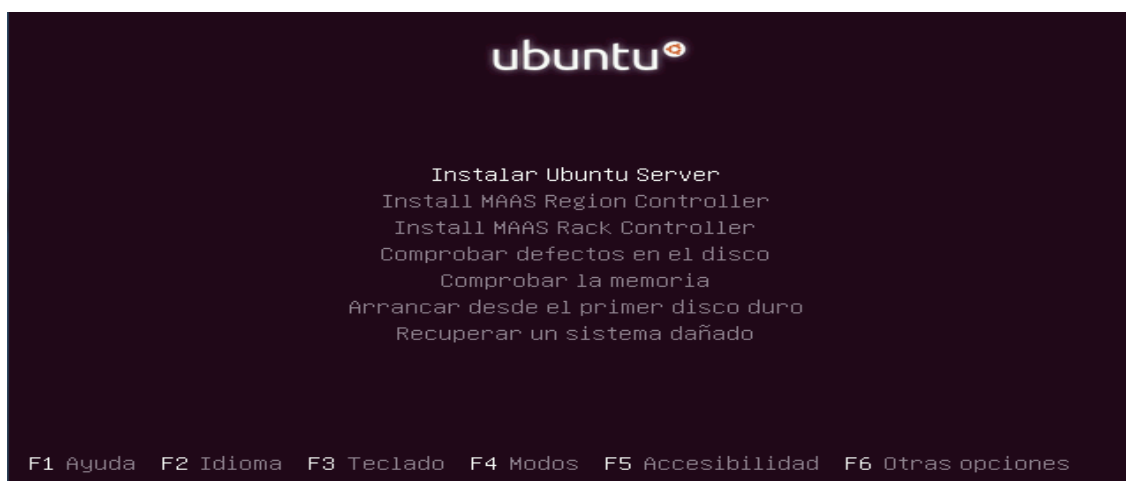 ubuntu
Instalar Ubuntu Server
Install MAAS Region Controller
Install MAAS Rack Controller
Comprobar defectos en el disco
Comprobar la memoria
Arrancar desde el primer disco duro
Recuperar un sistema dañado
F1 Ayuda F2 Idioma F3 Teclado F4 Modos F5 Accesibilidad F6 Otras opciones